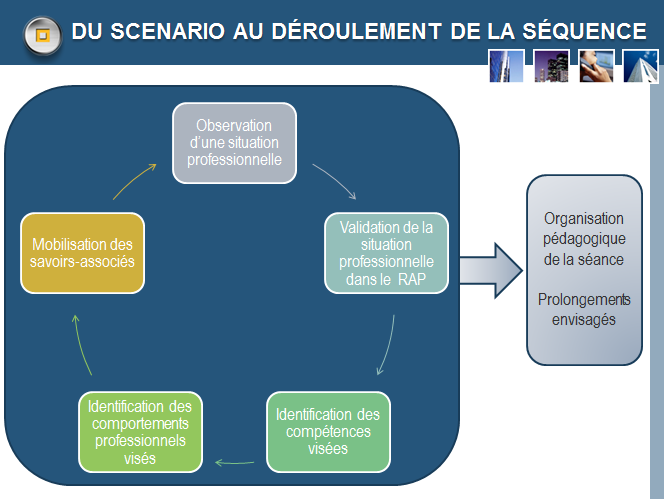 DU SCENARIO AU DÉROULEMENT DE LA SÉQUENCE
Observation
d'une situation
professionnelle
Validation de la
situation
professionnelle
dans le RAP
Identification des
compétences
visées
Identification des
comportements
professionnels
visés
Mobilisation des
savoirs-associés
Organisation
pédagogique
de la séance
Prolongements
envisagés